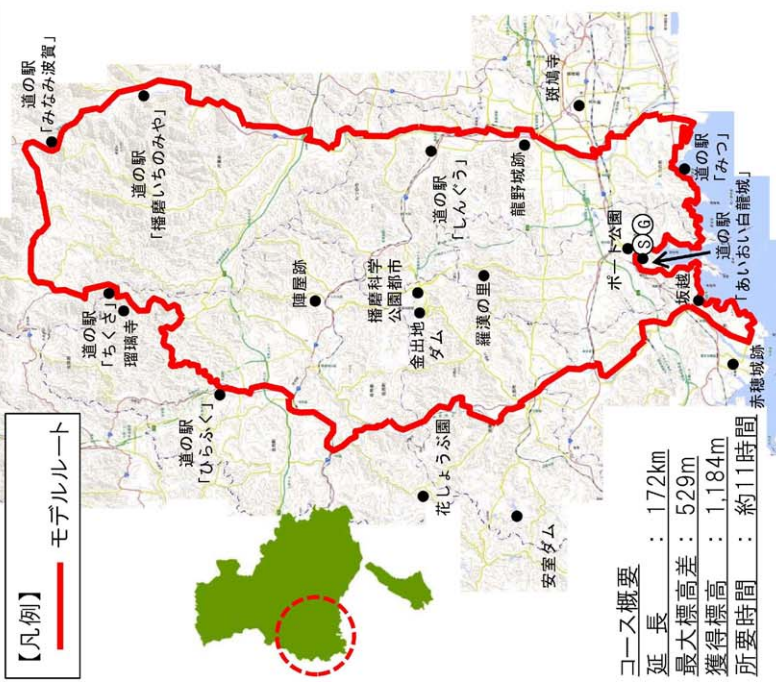 【凡例】
モデルルート
道の駅
「みなみ波賀」
道の駅
「播磨いちのみや」
道の駅
「ちくさ」
瑠璃寺
道の駅
「ひらふく」
陣屋跡
播磨科学
公園都市
金出地
ダム
道の駅
「しんぐう」
羅漢の里
龍野城跡
斑鳩寺
花しょうぶ園
安室ダム
ボート公園
S G
道の駅
「みつ」
道の駅
「あいおい白龍城」
坂越
赤穂城跡
コース概要
延 長 : 172km
最大標高差 : 529m
獲得標高 : 1,184m
所要時間 : 約11時間